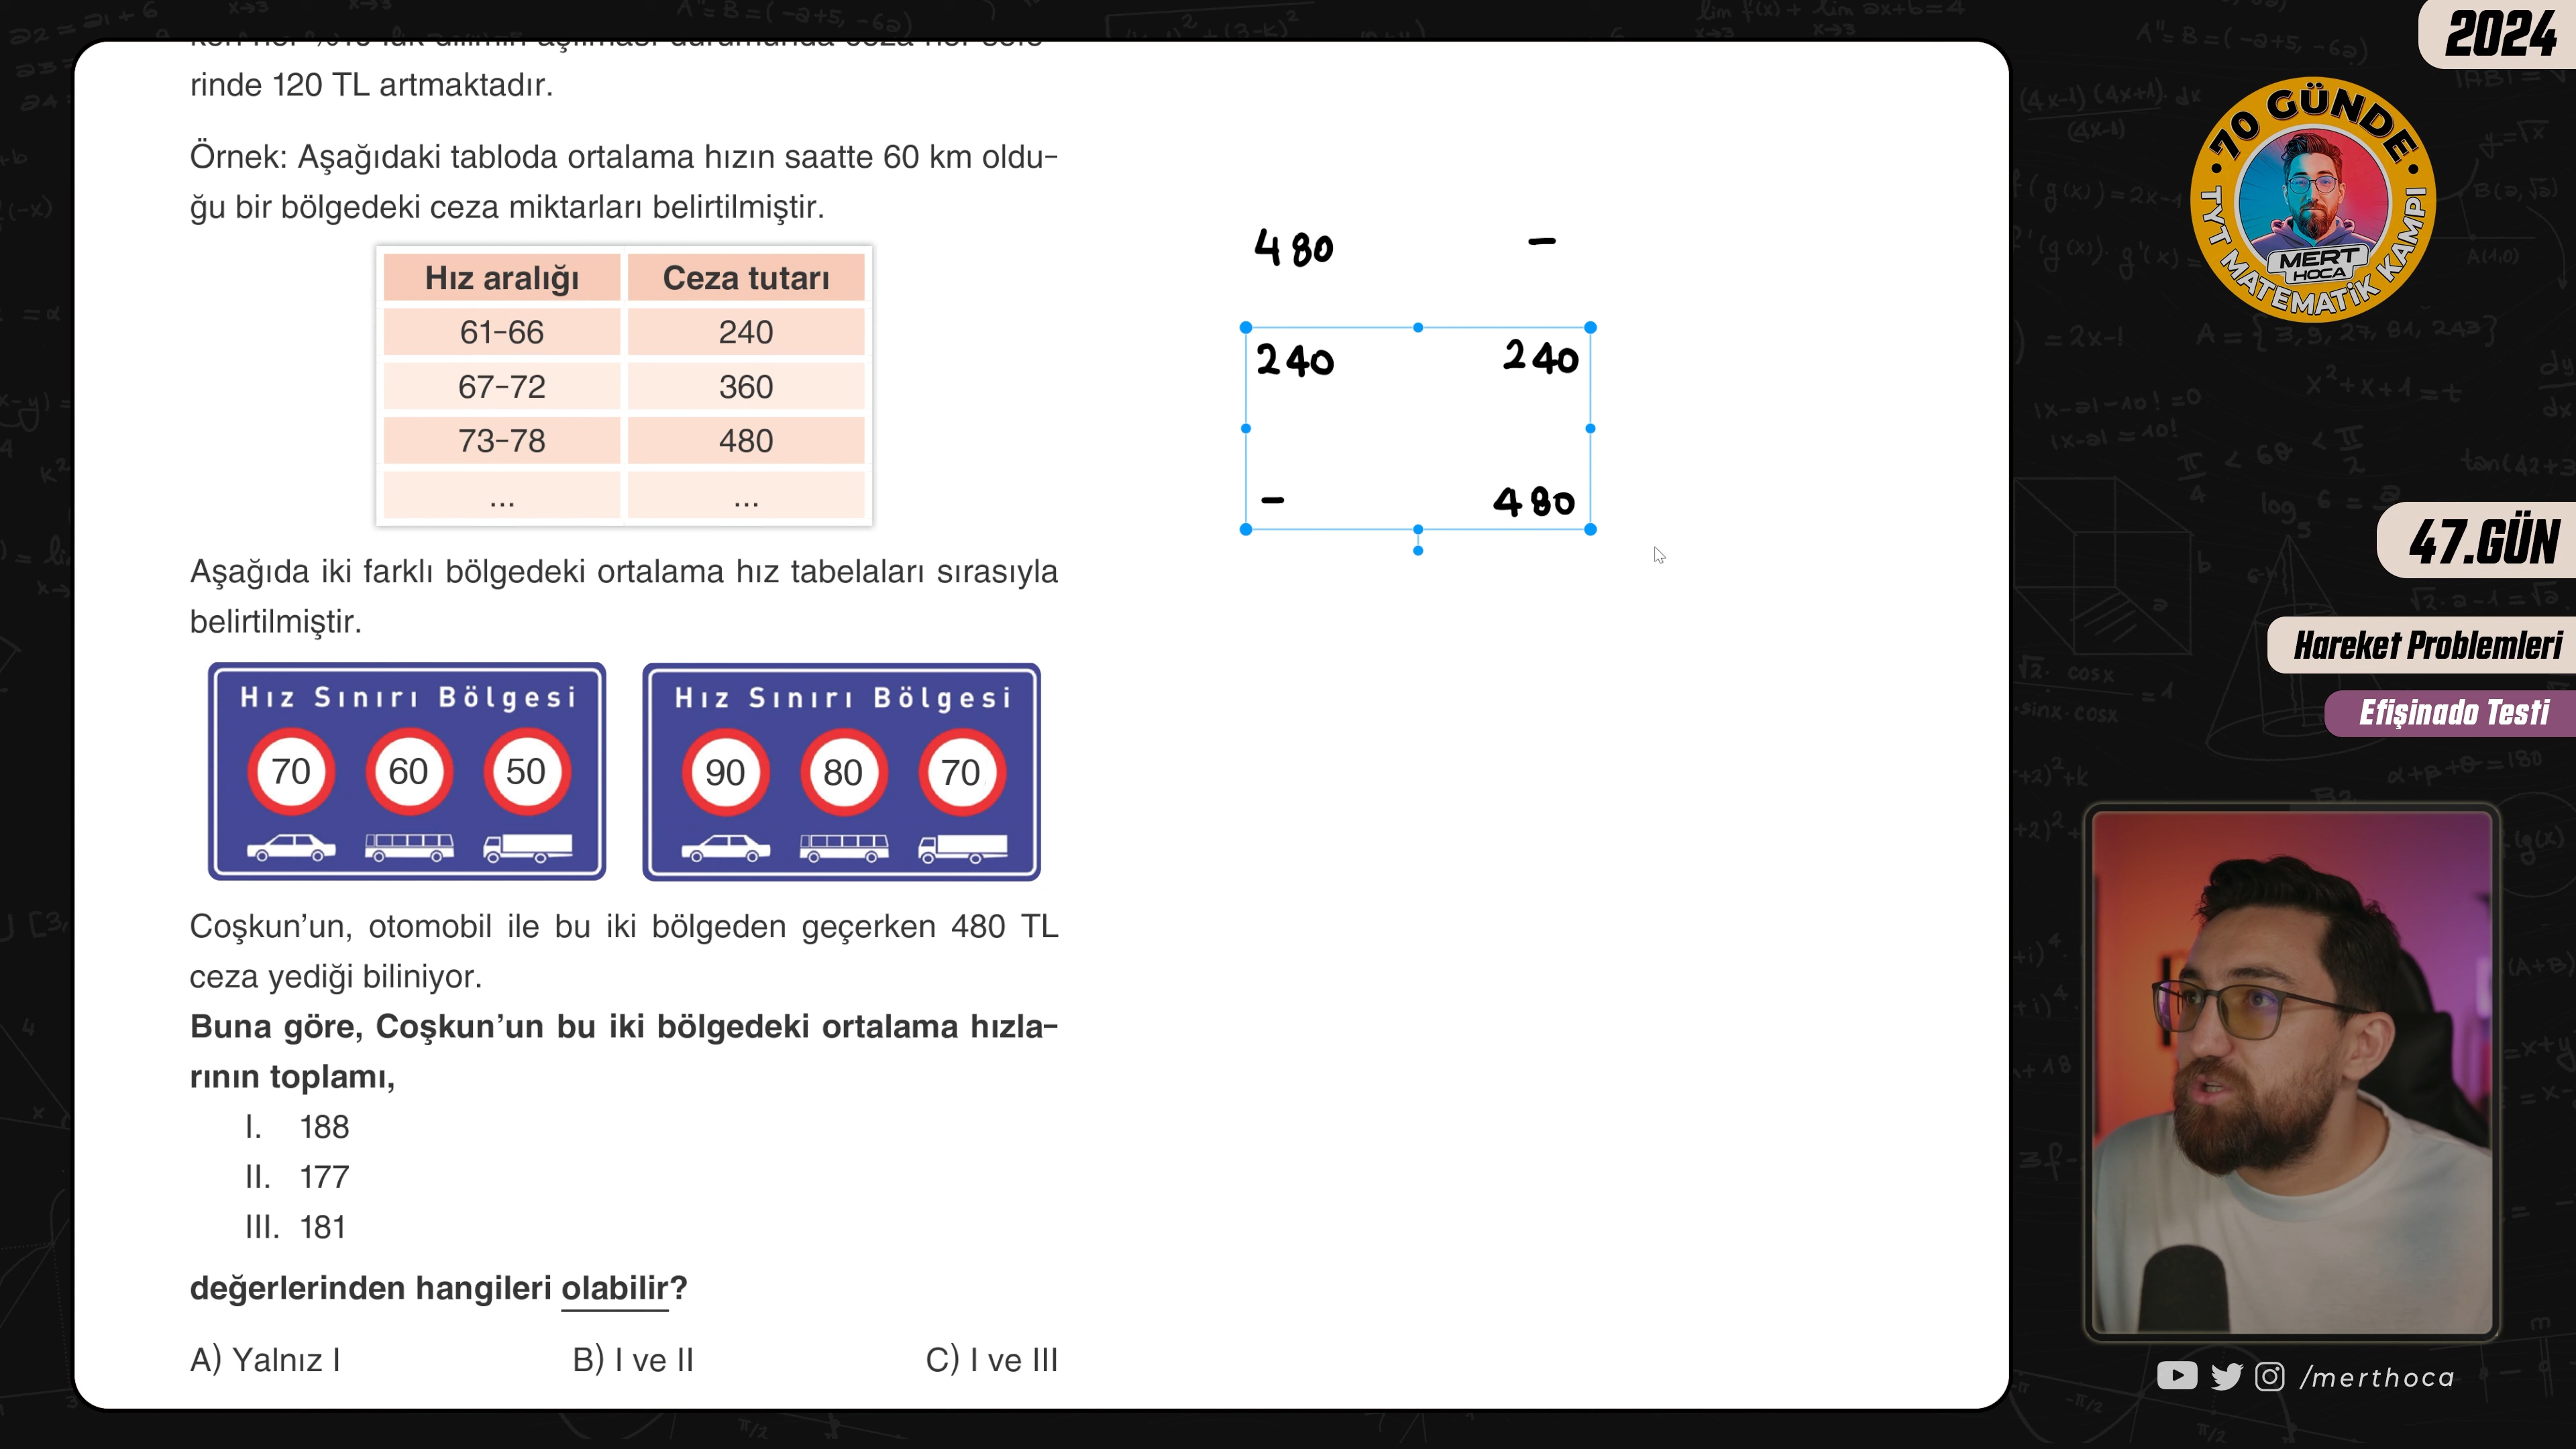 rinde 120 TL artmaktadır.
Örnek: Aşağıdaki tabloda ortalama hızın saatte 60 km oldu-
ğu bir bölgedeki ceza miktarları belirtilmiştir.
Hız aralığı Ceza tutarı
61-66 240
67-72 360
73-78 480
... ...
Aşağıda iki farklı bölgedeki ortalama hız tabelaları sırasıyla
belirtilmiştir.
Hız Sınırı Bölgesi
70 60 50
Hız Sınırı Bölgesi
90 80 70
Coşkun'un, otomobil ile bu iki bölgeden geçerken 480 TL
ceza yediği biliniyor.
Buna göre, Coşkun'un bu iki bölgedeki ortalama hızla-
rının toplamı,
I. 188
II. 177
III. 181
değerlerinden hangileri olabilir?
A) Yalnız I B) I ve II C) I ve III
480 -
240 240
- 480
2024
70 GÜNDE
TYT MATEMATİK KAMPI
MERT
HOCA
47.GÜN
Hareket Problemleri
Efişinado Testi
/merthoca